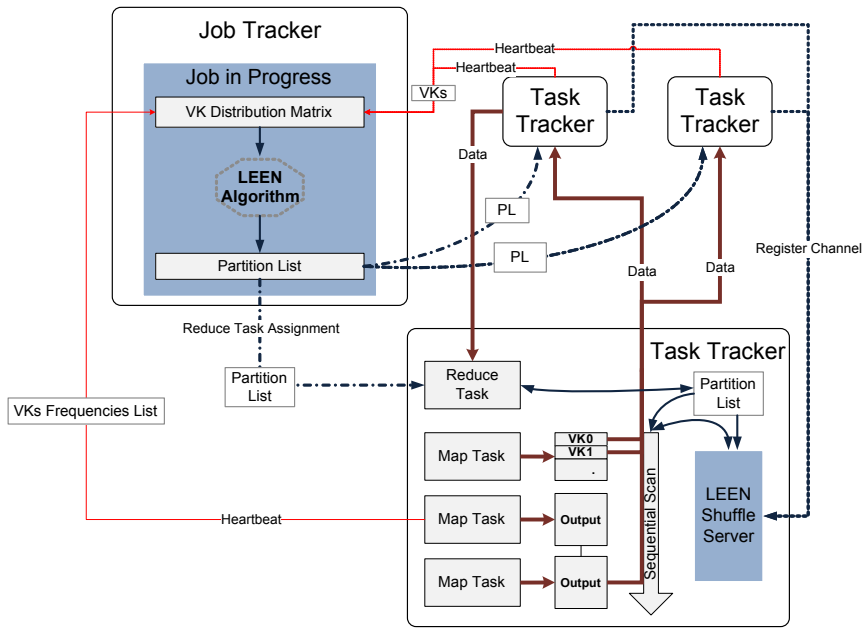 Job Tracker
Job in Progress
VK Distribution Matrix
LEEN
Algorithm
Partition List
Heartbeat
Heartbeat
VKs
Task
Tracker
Task
Tracker
Data
PL
PL
Data
Data
Register Channel
Reduce Task Assignment
Partition
List
VKs Frequencies List
Heartbeat
Task Tracker
Reduce
Task
Partition
List
Map Task
VK0
VK1
.
Map Task
Output
Map Task
Output
Sequential Scan
LEEN
Shuffle
Server